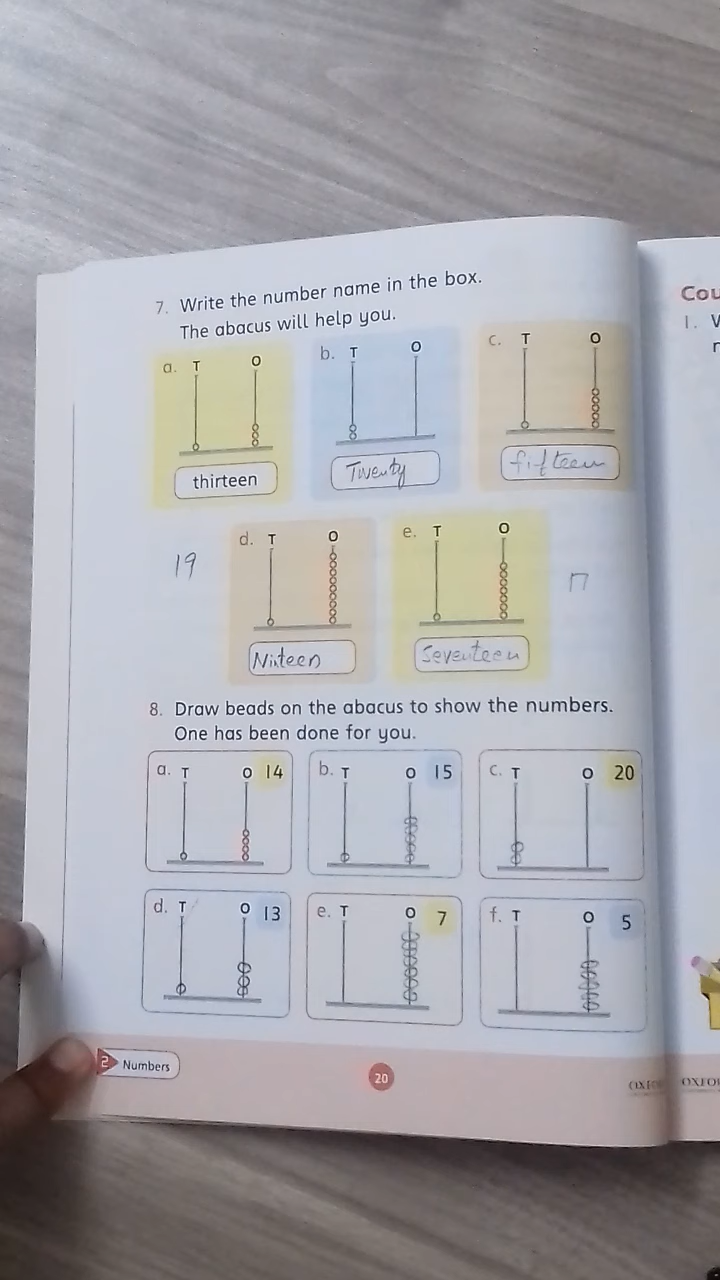 7. Write the number name in the box.
The abacus will help you.
a. T O
b. T O
c. T O
thirteen
Twenty
fifteen
19
d. T O
e. T O
17
Ninteen
Seventeen
8. Draw beads on the abacus to show the numbers.
One has been done for you.
a. T O 14
b. T O 15
c. T O 20
d. T O 13
e. T O 7
f. T O 5
2 Numbers
20
Cou
1.